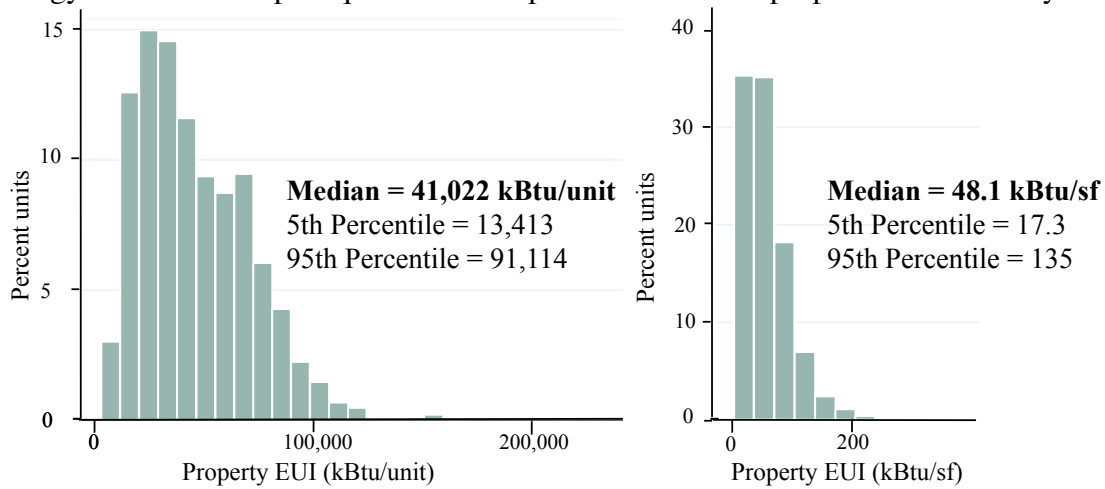 15
10
5
0
Percent units
Median = 41,022 kBtu/unit
5th Percentile = 13,413
95th Percentile = 91,114
0
100,000
200,000
Property EUI (kBtu/unit)
40
30
20
10
0
Percent units
Median = 48.1 kBtu/sf
5th Percentile = 17.3
95th Percentile = 135
0
200
Property EUI (kBtu/sf)